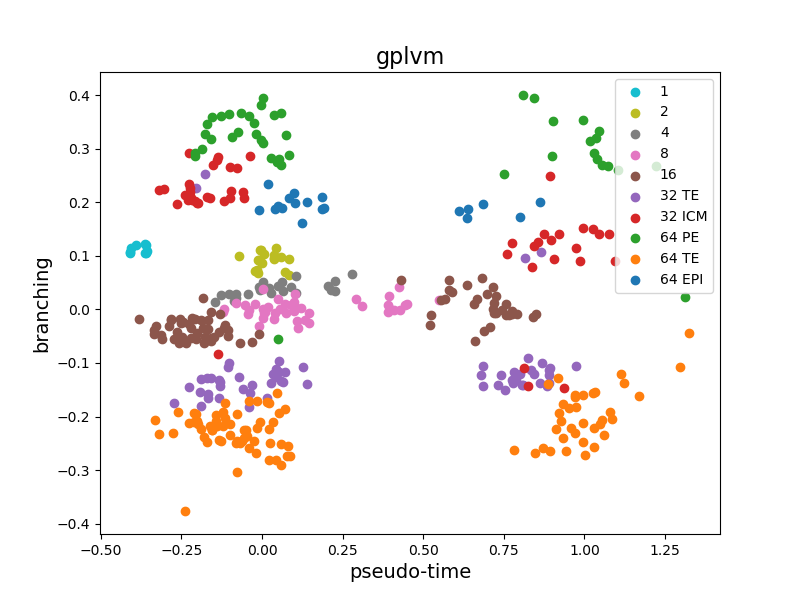 gplvm
0.4
0.3
0.2
0.1
0.0
−0.1
−0.2
−0.3
−0.4
branching
1
2
4
8
16
32 TE
32 ICM
64 PE
64 TE
64 EPI
−0.50 −0.25 0.00 0.25 0.50 0.75 1.00 1.25
pseudo-time